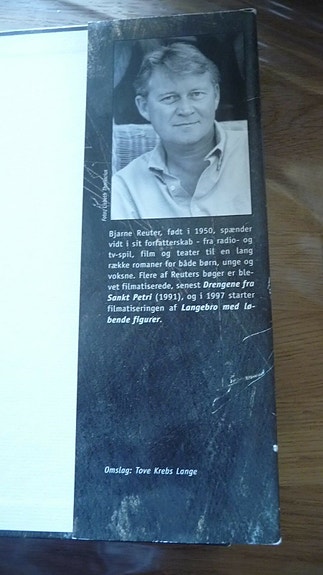 Bjarne Reuter, født i 1950, spænder
vidt i sit forfatterskab - fra radio- og
tv-spil, film og teater til en lang
række romaner for både børn, unge og
voksne. Flere af Reuters bøger er ble-
vet filmatiserede, senest Drengene fra
Sankt Petri (1991), og i 1997 starter
filmatiseringen af Langebro med lø-
bende figurer.
Omslag: Tove Krebs Lange